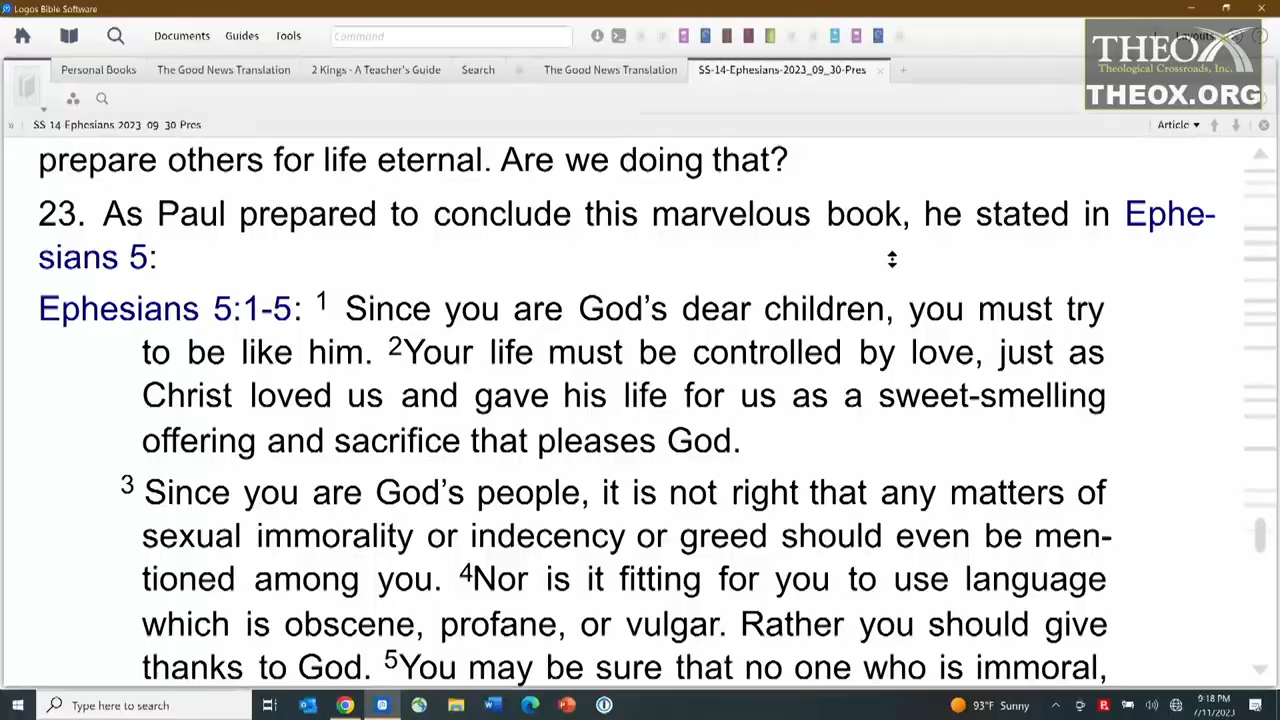 Logos Bible Software
Documents Guides Tools Command Layouts
THEOX
Theological Crossroads, Inc.
THEOX.ORG
Personal Books The Good News Translation 2 Kings - A Teacher's Guide Search The Good News Translation SS-14-Ephesians-2023_09_30-Pres
SS 14 Ephesians 2023 09 30 Pres Article
prepare others for life eternal. Are we doing that?
23. As Paul prepared to conclude this marvelous book, he stated in Ephe-
sians 5:
Ephesians 5:1-5: 1 Since you are God's dear children, you must try
to be like him. 2Your life must be controlled by love, just as
Christ loved us and gave his life for us as a sweet-smelling
offering and sacrifice that pleases God.
3 Since you are God's people, it is not right that any matters of
sexual immorality or indecency or greed should even be men-
tioned among you. 4Nor is it fitting for you to use language
which is obscene, profane, or vulgar. Rather you should give
thanks to God. 5You may be sure that no one who is immoral,
Type here to search 93°F Sunny
9:18 PM
7/11/2023